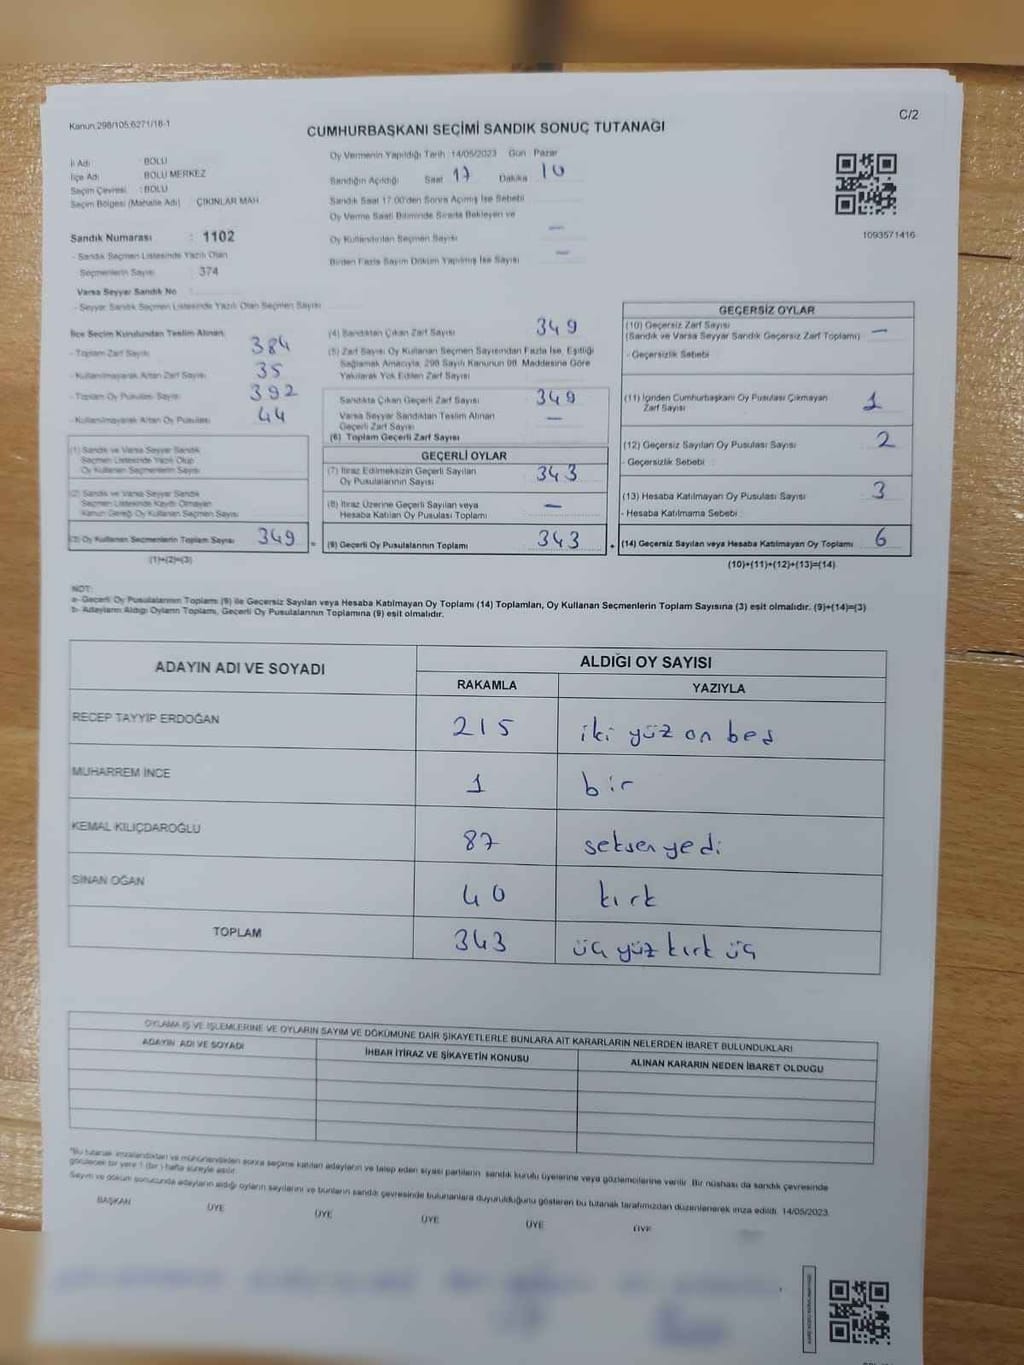 Kanun:298/105,6271/18-1
C/2
CUMHURBAŞKANI SEÇİMİ SANDIK SONUÇ TUTANAĞI
İl Adı : BOLU
İlçe Adı : BOLU MERKEZ
Seçim Çevresi : BOLU
Seçim Bölgesi (Mahalle Adı) ÇIKINLAR MAH
Oy Vermenin Yapıldığı Tarih :14/05/2023 Gün Pazar
Sandığın Açıldığı Saat 17 Dakika 10
Sandık Saat 17.00'den Sonra Açılmış İse Sebebi
Oy Verme Saati Bitiminde Sırada Bekleyen ve
Oy Kullandırılan Seçmen Sayısı —
Birden Fazla Sayım Döküm Yapılmış İse Sayısı —
1093571416
Sandık Numarası : 1102
- Sandık Seçmen Listesinde Yazılı Olan
Seçmenlerin Sayısı : 374
Varsa Seyyar Sandık No
- Seyyar Sandık Seçmen Listesinde Yazılı Olan Seçmen Sayısı
İlçe Seçim Kurulundan Teslim Alınan
- Toplam Zarf Sayısı 384
- Kullanılmayarak Artan Zarf Sayısı 35
- Toplam Oy Pusulası Sayısı 392
- Kullanılmayarak Artan Oy Pusulası 44
(1) Sandık ve Varsa Seyyar Sandık
Seçmen Listesinde Yazılı Olup
Oy Kullanan Seçmenlerin Sayısı
(2) Sandık ve Varsa Seyyar Sandık
Seçmen Listesinde Kaydı Olmayan
Kanun Gereği Oy Kullanan Seçmen Sayısı
(3) Oy Kullanan Seçmenlerin Toplam Sayısı 349 =
(1)+(2)=(3)
(4) Sandıktan Çıkan Zarf Sayısı 349
(5) Zarf Sayısı Oy Kullanan Seçmen Sayısından Fazla İse, Eşitliği
Sağlamak Amacıyla, 298 Sayılı Kanunun 98. Maddesine Göre
Yakılarak Yok Edilen Zarf Sayısı
Sandıkta Çıkan Geçerli Zarf Sayısı 349
Varsa Seyyar Sandıktan Teslim Alınan
Geçerli Zarf Sayısı —
(6) Toplam Geçerli Zarf Sayısı
GEÇERLİ OYLAR
(7) İtiraz Edilmeksizin Geçerli Sayılan
Oy Pusulalarının Sayısı 343
(8) İtiraz Üzerine Geçerli Sayılan veya
Hesaba Katılan Oy Pusulası Toplamı —
(9) Geçerli Oy Pusulalarının Toplamı 343 +
GEÇERSİZ OYLAR
(10) Geçersiz Zarf Sayısı —
(Sandık ve Varsa Seyyar Sandık Geçersiz Zarf Toplamı)
- Geçersizlik Sebebi
(11) İçinden Cumhurbaşkanı Oy Pusulası Çıkmayan
Zarf Sayısı 1
(12) Geçersiz Sayılan Oy Pusulası Sayısı 2
- Geçersizlik Sebebi
(13) Hesaba Katılmayan Oy Pusulası Sayısı 3
- Hesaba Katılmama Sebebi
(14) Geçersiz Sayılan veya Hesaba Katılmayan Oy Toplamı 6
(10)+(11)+(12)+(13)=(14)
NOT:
a- Geçerli Oy Pusulalarının Toplamı (9) ile Geçersiz Sayılan veya Hesaba Katılmayan Oy Toplamı (14) Toplamları, Oy Kullanan Seçmenlerin Toplam Sayısına (3) eşit olmalıdır. (9)+(14)=(3)
b- Adayların Aldığı Oyların Toplamı, Geçerli Oy Pusulalarının Toplamına (9) eşit olmalıdır.
ADAYIN ADI VE SOYADI ALDIĞI OY SAYISI
RAKAMLA YAZIYLA
RECEP TAYYİP ERDOĞAN 215 iki yüz on beş
MUHARREM İNCE 1 bir
KEMAL KILIÇDAROĞLU 87 seksen yedi
SİNAN OĞAN 40 kırk
TOPLAM 343 üç yüz kırk üç
OYLAMA İŞ VE İŞLEMLERİNE VE OYLARIN SAYIM VE DÖKÜMÜNE DAİR ŞİKAYETLERLE BUNLARA AİT KARARLARIN NELERDEN İBARET BULUNDUKLARI
ADAYIN ADI VE SOYADI İHBAR İTİRAZ VE ŞİKAYETİN KONUSU ALINAN KARARIN NEDEN İBARET OLDUĞU
*Bu tutanak imzalandıktan ve mühürlendikten sonra seçime katılan adayların ve talep eden siyasi partilerin sandık kurulu üyelerine veya gözlemcilerine verilir. Bir nüshası da sandık çevresinde
görülecek bir yere 1 (bir ) hafta süreyle asılır.
Sayım ve döküm sonucunda adayların aldığı oyların sayılarını ve bunların sandık çevresinde bulunanlara duyurulduğunu gösteren bu tutanak tarafımızdan düzenlenerek imza edildi. 14/05/2023
BAŞKAN ÜYE ÜYE ÜYE ÜYE ÜYE